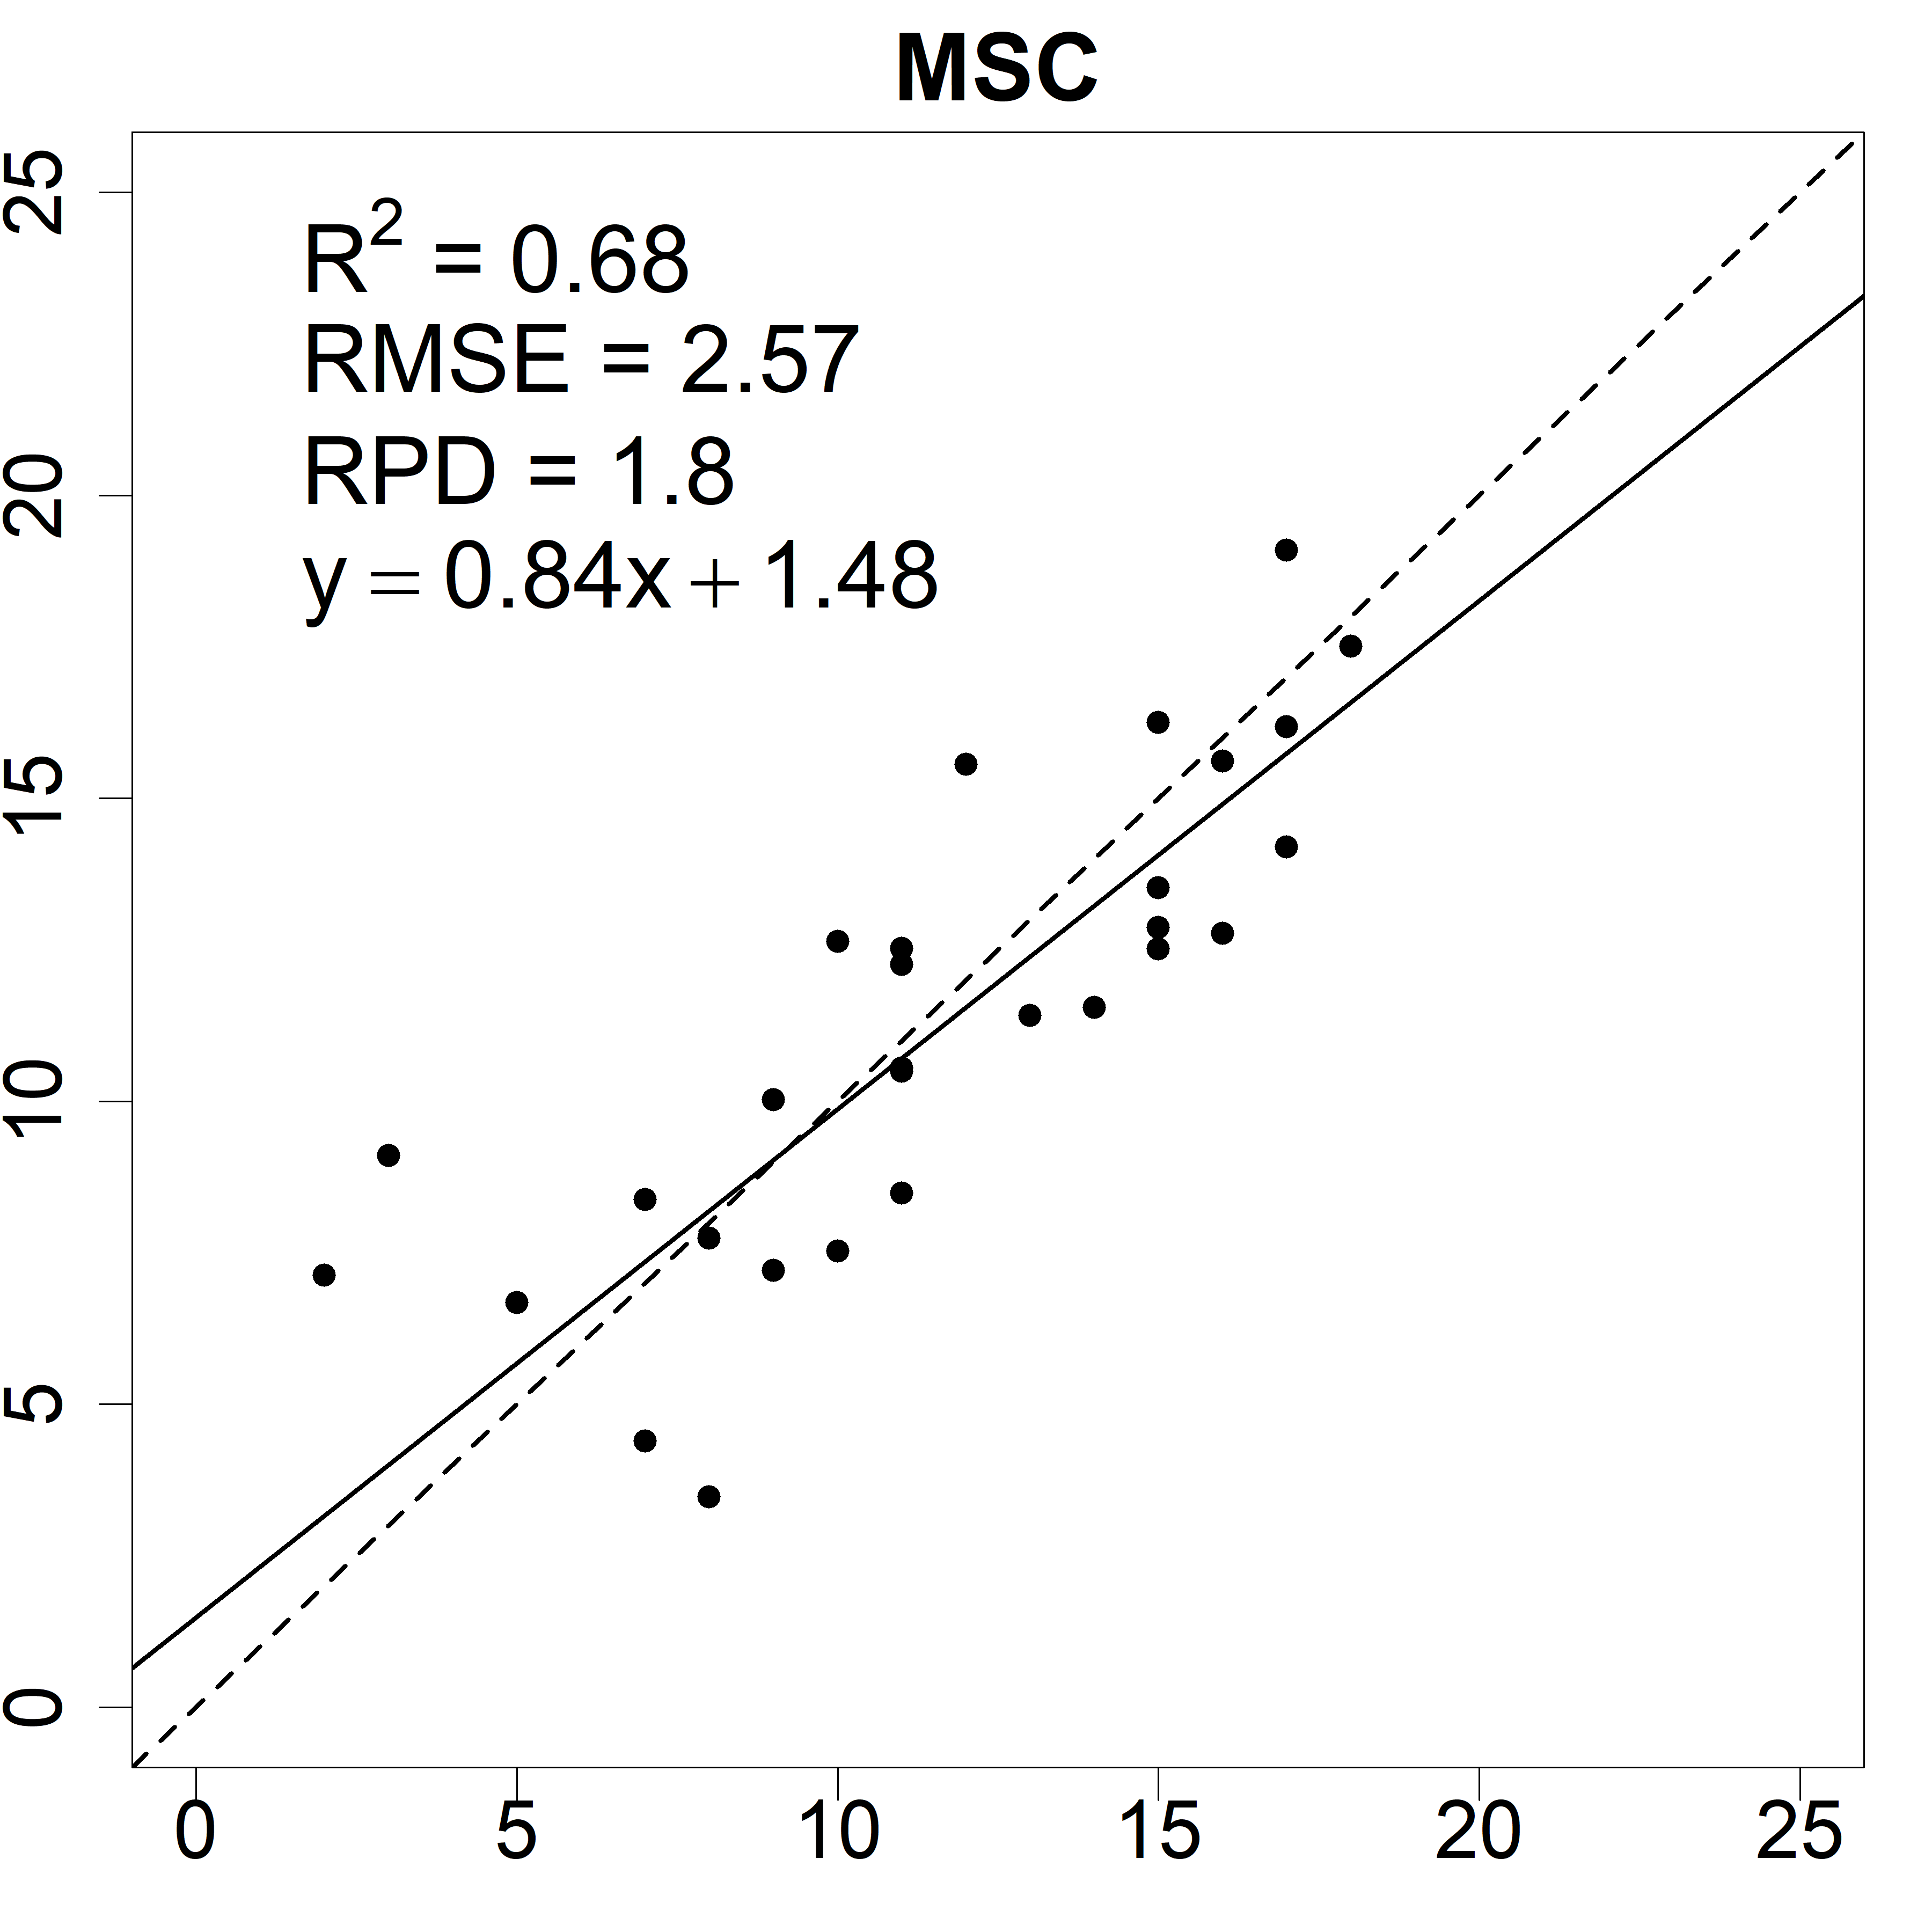 MSC
R² = 0.68
RMSE = 2.57
RPD = 1.8
y = 0.84x + 1.48
25
20
15
10
5
0
0 5 10 15 20 25